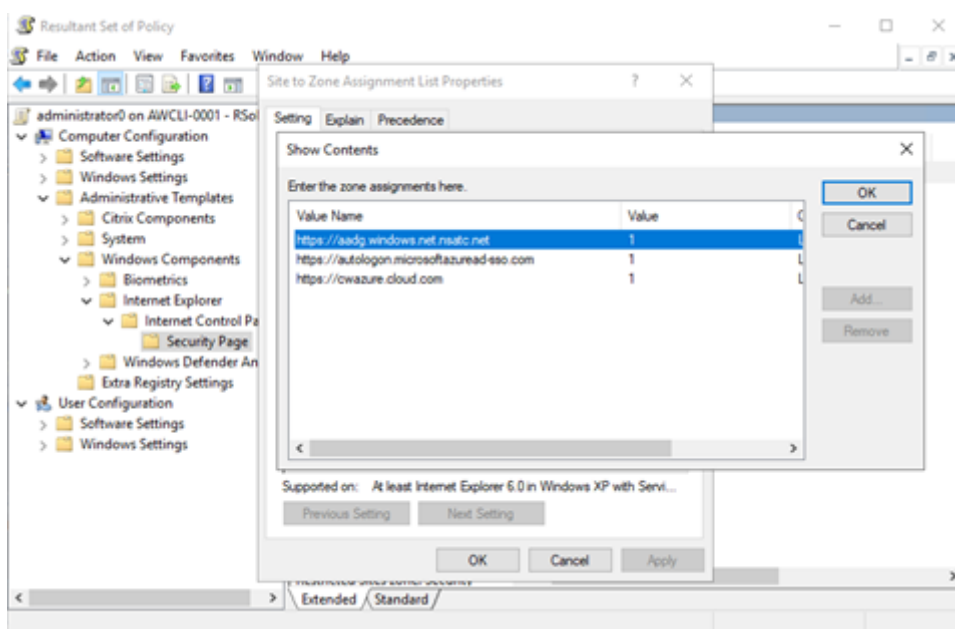 Resultant Set of Policy
File Action View Favorites Window Help
Site to Zone Assignment List Properties
administrator0 on AWCLI-0001 - RSo
Computer Configuration
Software Settings
Windows Settings
Administrative Templates
Citrix Components
System
Windows Components
Biometrics
Internet Explorer
Internet Control Pa
Security Page
Windows Defender An
Extra Registry Settings
User Configuration
Software Settings
Windows Settings
Setting Explain Precedence
Show Contents
Enter the zone assignments here.
Value Name Value
https://aadg.windows.net.nsatc.net 1
https://autologon.microsoftazuread-sso.com 1
https://cwazure.cloud.com 1
OK
Cancel
Add...
Remove
Supported on: At least Internet Explorer 6.0 in Windows XP with Servi...
Previous Setting Next Setting
OK Cancel Apply
Extended Standard